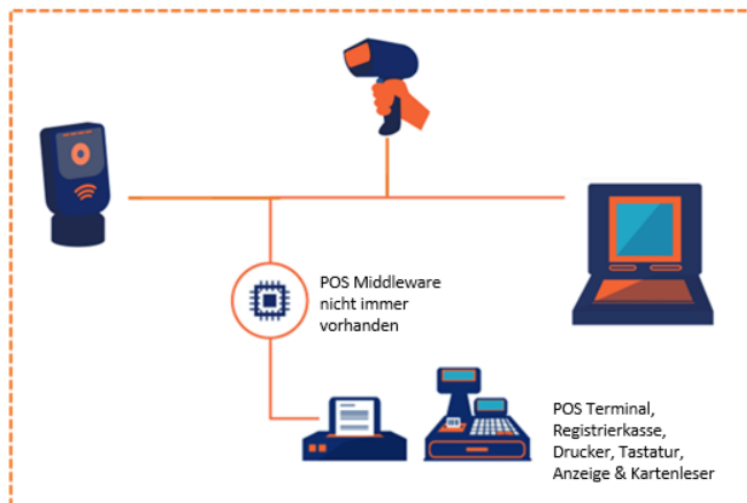 POS Middleware
nicht immer
vorhanden
POS Terminal,
Registrierkasse,
Drucker, Tastatur,
Anzeige & Kartenleser